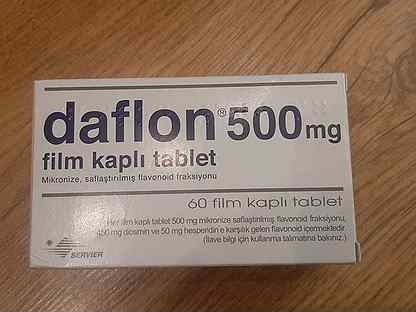 daflon® 500 mg
film kaplı tablet
Mikronize, saflaştırılmış flavonoid fraksiyonu
60 film kaplı tablet
Her film kaplı tablet 500 mg mikronize saflaştırılmış flavonoid fraksiyonu,
450 mg diosmin ve 50 mg hesperidin'e karşılık gelen flavonoid içermektedir.
(İlave bilgi için kullanma talimatına bakınız.)
SERVIER